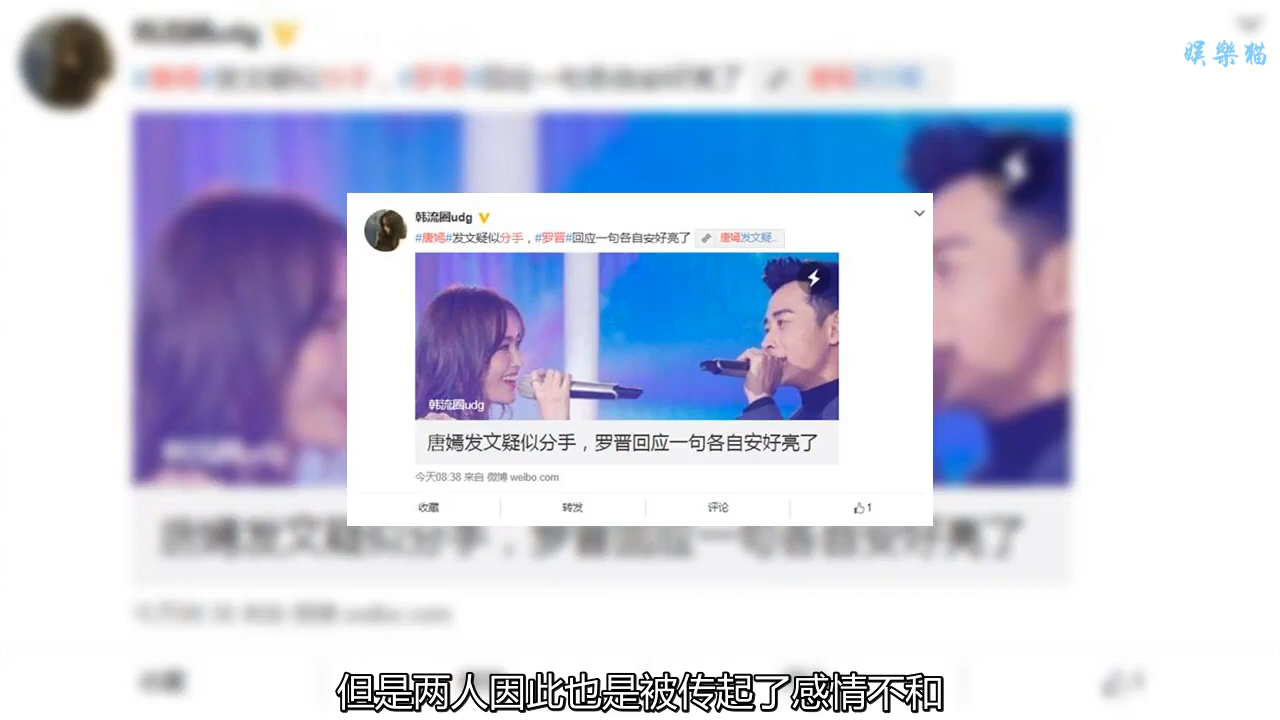 娱樂猫
韩流圈udg
#唐嫣#发文疑似分手，#罗晋#回应一句各自安好亮了 唐嫣发文疑...
韩流圈udg
唐嫣发文疑似分手，罗晋回应一句各自安好亮了
今天08:38 来自 微博 weibo.com
收藏 转发 评论 1
但是两人因此也是被传起了感情不和